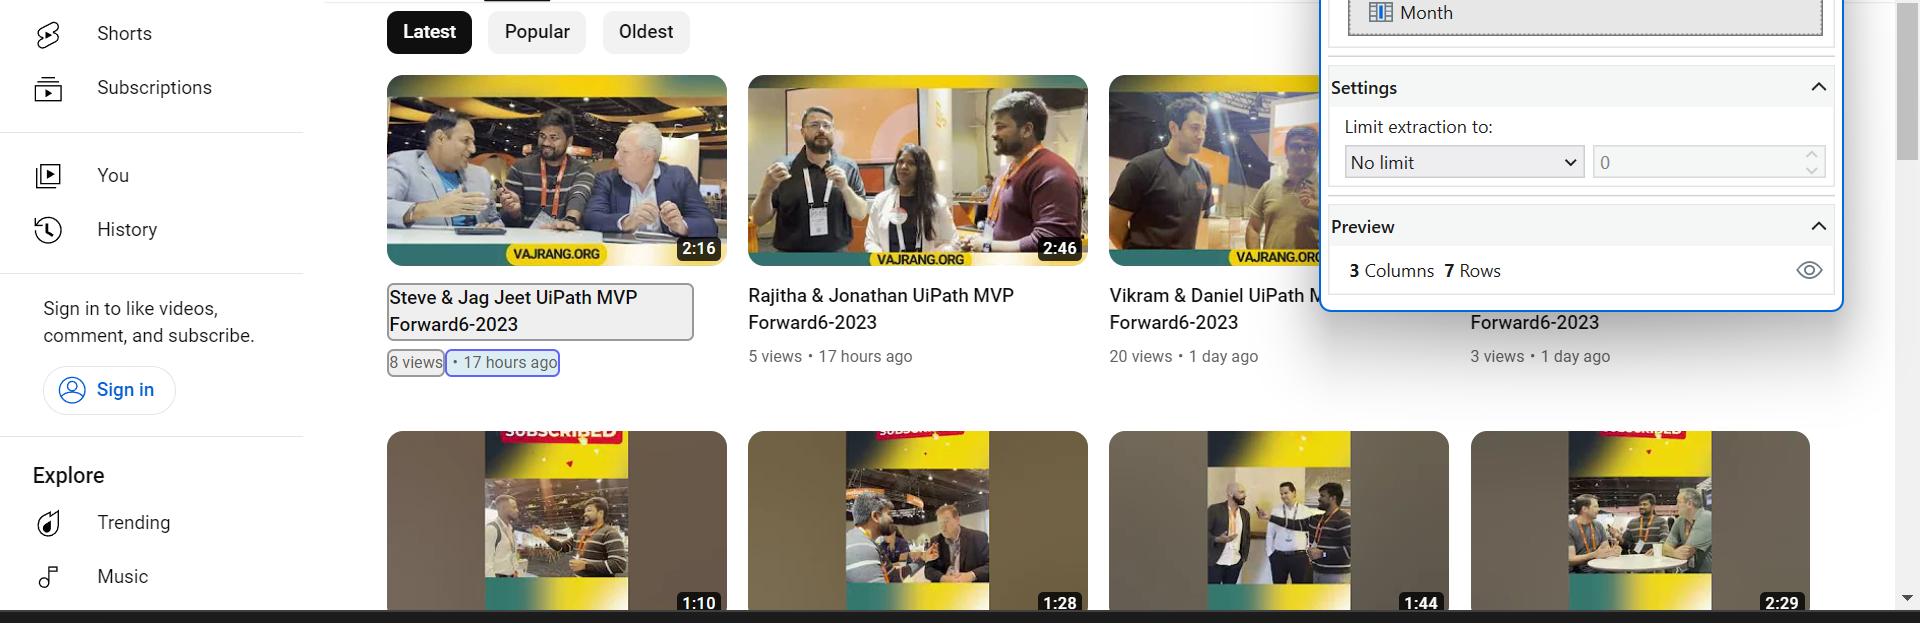 Shorts
Subscriptions
You
History
Sign in to like videos,
comment, and subscribe.
Sign in
Explore
Trending
Music
Latest
Popular
Oldest
VAJRANG.ORG
2:16
VAJRANG.ORG
2:46
VAJRANG.ORG
Steve & Jag Jeet UiPath MVP
Forward6-2023
8 views • 17 hours ago
Rajitha & Jonathan UiPath MVP
Forward6-2023
5 views • 17 hours ago
Vikram & Daniel UiPath M
Forward6-2023
20 views • 1 day ago
Forward6-2023
3 views • 1 day ago
SUBSCRIBED
1:10
1:28
1:44
2:29
Month
Settings
Limit extraction to:
No limit
0
Preview
3 Columns 7 Rows